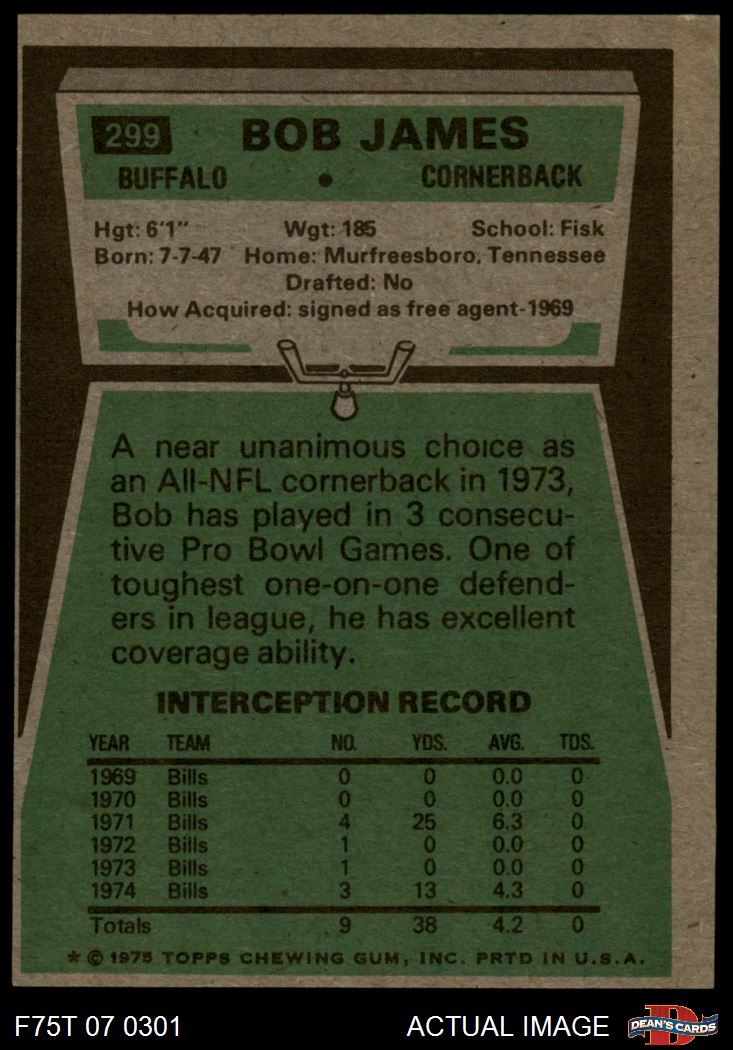 299 BOB JAMES
BUFFALO • CORNERBACK
Hgt: 6'1" Wgt: 185 School: Fisk
Born: 7-7-47 Home: Murfreesboro, Tennessee
Drafted: No
How Acquired: signed as free agent-1969
A near unanimous choice as
an All-NFL cornerback in 1973,
Bob has played in 3 consecu-
tive Pro Bowl Games. One of
toughest one-on-one defend-
ers in league, he has excellent
coverage ability.
INTERCEPTION RECORD
YEAR TEAM NO. YDS. AVG. TDS.
1969 Bills 0 0 0.0 0
1970 Bills 0 0 0.0 0
1971 Bills 4 25 6.3 0
1972 Bills 1 0 0.0 0
1973 Bills 1 0 0.0 0
1974 Bills 3 13 4.3 0
Totals 9 38 4.2 0
* © 1975 TOPPS CHEWING GUM, INC. PRTD IN U.S.A.
F75T 07 0301 ACTUAL IMAGE D DEAN'S CARDS